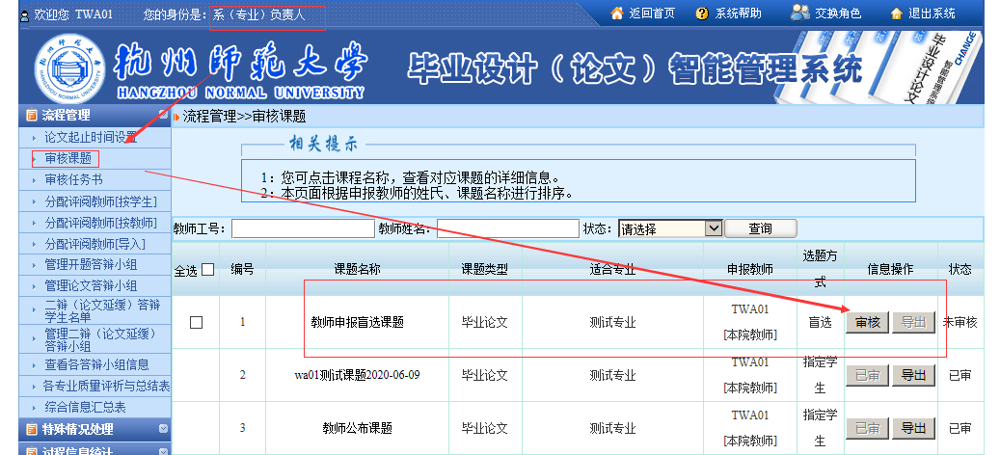 欢迎您 TWA01 您的身份是：系（专业）负责人 返回首页 系统帮助 交换角色 退出系统
杭州师范大学
HANGZHOU NORMAL UNIVERSITY
毕业设计（论文）智能管理系统
毕业设计论文
智能管理系统
CHANGE
流程管理
论文起止时间设置
审核课题
审核任务书
分配评阅教师[按学生]
分配评阅教师[按教师]
分配评阅教师[导入]
管理开题答辩小组
管理论文答辩小组
二辩（论文延缓）答辩
学生名单
管理二辩（论文延缓）
答辩小组
查看各答辩小组信息
各专业质量评析与总结表
综合信息汇总表
特殊情况处理
过程信息统计
流程管理>>审核课题
相关提示
1：您可点击课程名称，查看对应课题的详细信息。
2：本页面根据申报教师的姓氏、课题名称进行排序。
教师工号： 教师姓名： 状态： 请选择 查询
全选 编号 课题名称 课题类型 适合专业 申报教师 选题方式 信息操作 状态
1 教师申报盲选课题 毕业论文 测试专业 TWA01 [本院教师] 盲选 审核 导出 未审核
2 wa01测试课题2020-06-09 毕业论文 测试专业 TWA01 [本院教师] 指定学生 已审 导出 已审
3 教师公布课题 毕业论文 测试专业 TWA01 [本院教师] 指定学生 已审 导出 已审